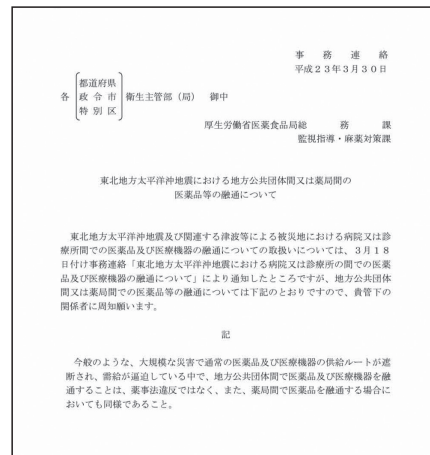 事 務 連 絡
平成２３年３月３０日
都道府県
各 政 令 市 衛生主管部（局） 御中
特 別 区
厚生労働省医薬食品局総 務 課
監視指導・麻薬対策課
東北地方太平洋沖地震における地方公共団体間又は薬局間の
医薬品等の融通について
東北地方太平洋沖地震及び関連する津波等による被災地における病院又は診
療所間での医薬品及び医療機器の融通についての取扱いについては、３月１８
日付け事務連絡「東北地方太平洋沖地震における病院又は診療所の間での医薬
品及び医療機器の融通について」により通知したところですが、地方公共団体
間又は薬局間での医薬品等の融通については下記のとおりですので、貴管下の
関係者に周知願います。
記
今般のような、大規模な災害で通常の医薬品及び医療機器の供給ルートが遮
断され、需給が逼迫している中で、地方公共団体間で医薬品及び医療機器を融
通することは、薬事法違反ではなく、また、薬局間で医薬品を融通する場合に
おいても同様であること。